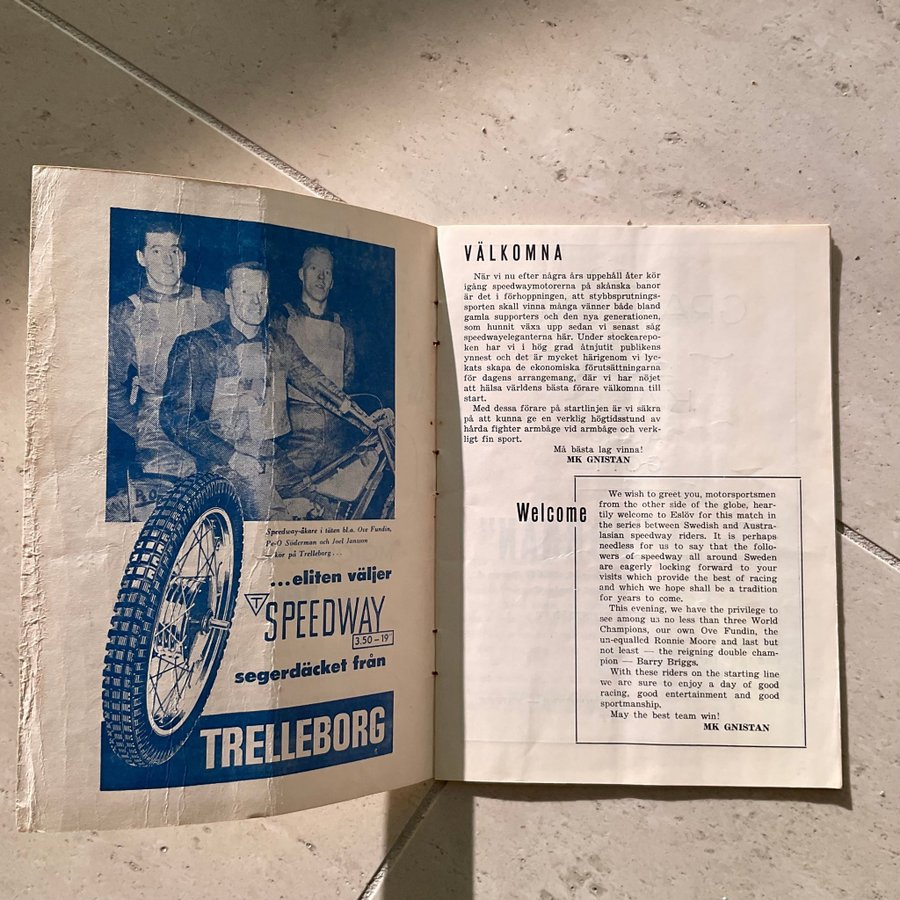 Speedway-åkare i täten bl.a. Ove Fundin,
Pe-O Söderman och Joel Jansson
kör på Trelleborg...
...eliten väljer
T SPEEDWAY
3.50–19"
segerdäcket från
TRELLEBORG
VÄLKOMNA
När vi nu efter några års uppehåll åter kör
igång speedwaymotorerna på skånska banor
är det i förhoppningen, att stybbsprutnings-
sporten skall vinna många vänner både bland
gamla supporters och den nya generationen,
som hunnit växa upp sedan vi senast såg
speedwayeleganterna här. Under stockcarepo-
ken har vi i hög grad åtnjutit publikens
ynnest och det är mycket härigenom vi lyc-
kats skapa de ekonomiska förutsättningarna
för dagens arrangemang, där vi har nöjet
att hälsa världens bästa förare välkomna till
start.
Med dessa förare på startlinjen är vi säkra
på att kunna ge en verklig högtidsstund av
hårda fighter armbåge vid armbåge och verk-
ligt fin sport.
Må bästa lag vinna!
MK GNISTAN
Welcome
We wish to greet you, motorsportsmen
from the other side of the globe, hear-
tily welcome to Eslöv for this match in
the series between Swedish and Austra-
lasian speedway riders. It is perhaps
needless for us to say that the follo-
wers of speedway all around Sweden
are eagerly locking forward to your
visits which provide the best of racing
and which we hope shall be a tradition
for years to come.
This evening, we have the privilege to
see among us no less than three World
Champions, our own Ove Fundin, the
un-equalled Ronnie Moore and last but
not least — the reigning double cham-
pion — Barry Briggs.
With these riders on the starting line
we are sure to enjoy a day of good
racing, good entertainment and good
sportmanship.
May the best team win!
MK GNISTAN